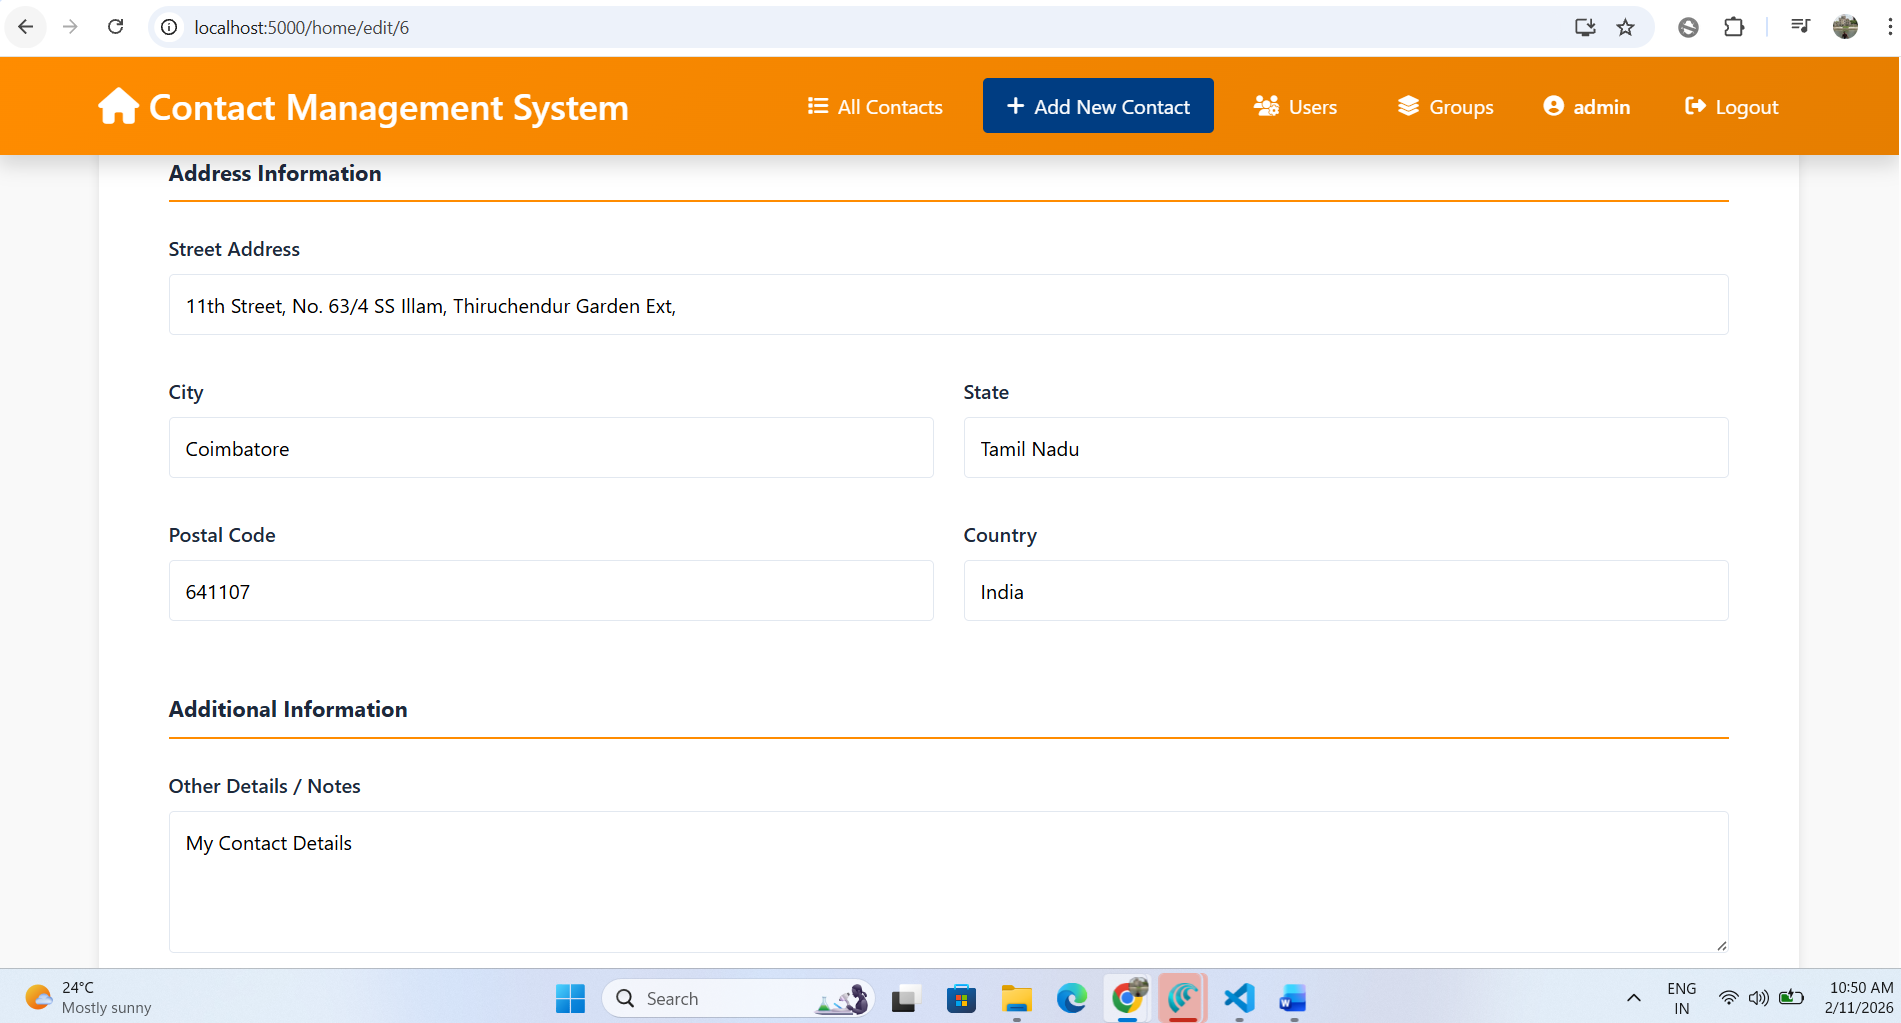 localhost:5000/home/edit/6
Contact Management System
All Contacts
+ Add New Contact
Users
Groups
admin
Logout
Address Information
Street Address
11th Street, No. 63/4 SS Illam, Thiruchendur Garden Ext,
City
State
Coimbatore
Tamil Nadu
Postal Code
Country
641107
India
Additional Information
Other Details / Notes
My Contact Details
24°C
Mostly sunny
Search
ENG
IN
10:50 AM
2/11/2026